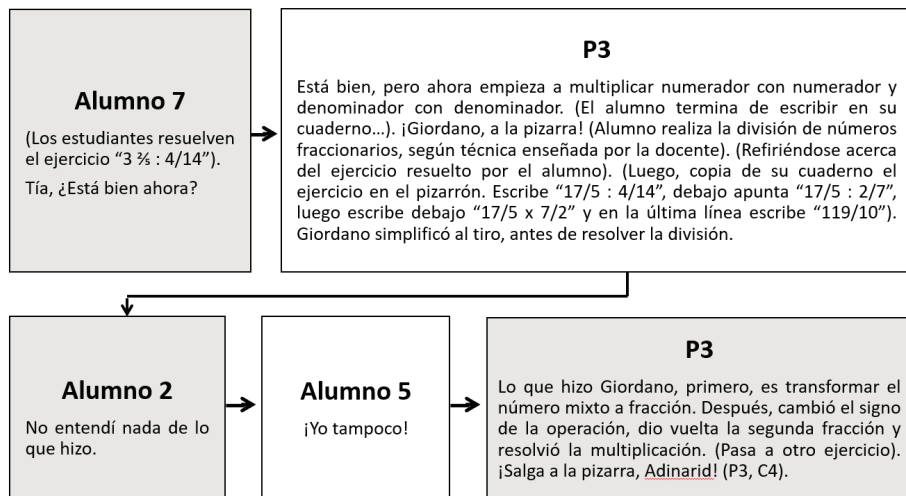 Alumno 7
(Los estudiantes resuelven
el ejercicio “3 ⅖ : 4/14”).
Tía, ¿Está bien ahora?
P3
Está bien, pero ahora empieza a multiplicar numerador con numerador y
denominador con denominador. (El alumno termina de escribir en su
cuaderno…). ¡Giordano, a la pizarra! (Alumno realiza la división de números
fraccionarios, según técnica enseñada por la docente). (Refiriéndose acerca
del ejercicio resuelto por el alumno). (Luego, copia de su cuaderno el
ejercicio en el pizarrón. Escribe “17/5 : 4/14”, debajo apunta “17/5 : 2/7”,
luego escribe debajo “17/5 x 7/2” y en la última línea escribe “119/10”).
Giordano simplificó al tiro, antes de resolver la división.
Alumno 2
No entendí nada de lo
que hizo.
Alumno 5
¡Yo tampoco!
P3
Lo que hizo Giordano, primero, es transformar el
número mixto a fracción. Después, cambió el signo
de la operación, dio vuelta la segunda fracción y
resolvió la multiplicación. (Pasa a otro ejercicio).
¡Salga a la pizarra, Adinarid! (P3, C4).